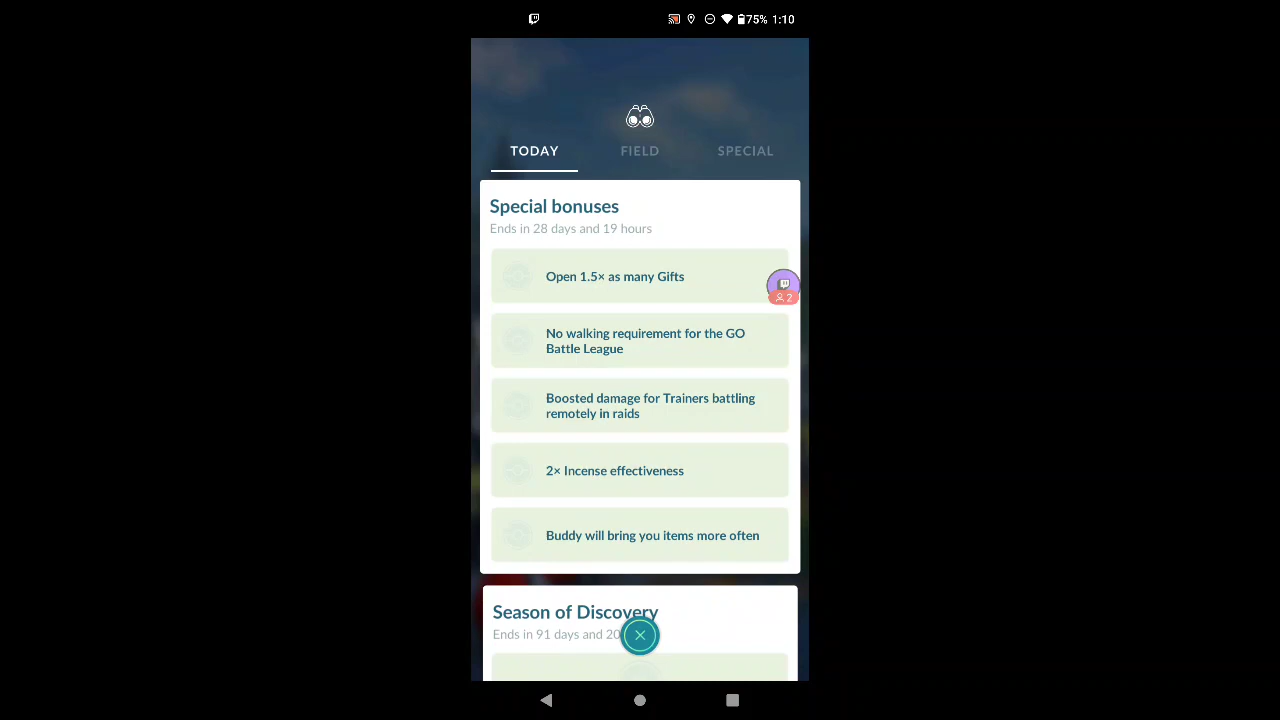 75% 1:10
TODAY FIELD SPECIAL
Special bonuses
Ends in 28 days and 19 hours
Open 1.5× as many Gifts
2
No walking requirement for the GO
Battle League
Boosted damage for Trainers battling
remotely in raids
2× Incense effectiveness
Buddy will bring you items more often
Season of Discovery
Ends in 91 days and 20